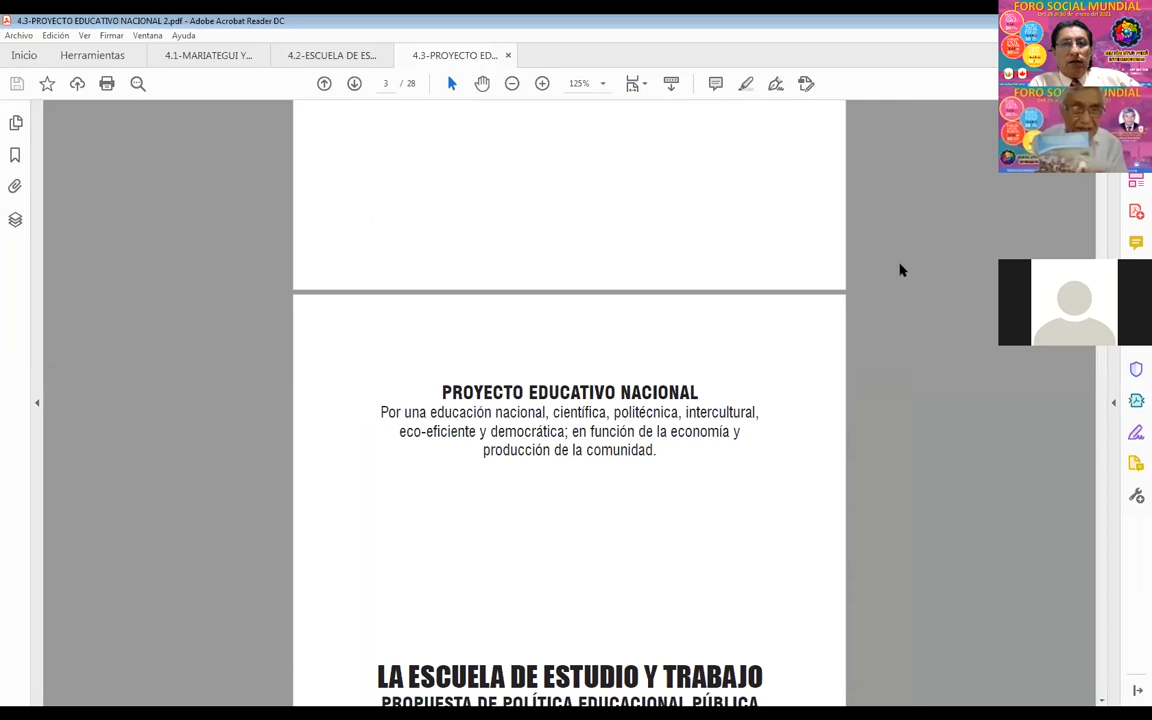 4.3-PROYECTO EDUCATIVO NACIONAL 2.pdf - Adobe Acrobat Reader DC
Archivo Edición Ver Firmar Ventana Ayuda
Inicio Herramientas 4.1-MARIATEGUI Y... 4.2-ESCUELA DE ES... 4.3-PROYECTO ED... ×
3 / 28 125%
FORO SOCIAL MUNDIAL
FORO SOCIAL MUNDIAL
PROYECTO EDUCATIVO NACIONAL
Por una educación nacional, científica, politécnica, intercultural,
eco-eficiente y democrática; en función de la economía y
producción de la comunidad.
LA ESCUELA DE ESTUDIO Y TRABAJO
PROPUESTA DE POLÍTICA EDUCACIONAL PÚBLICA